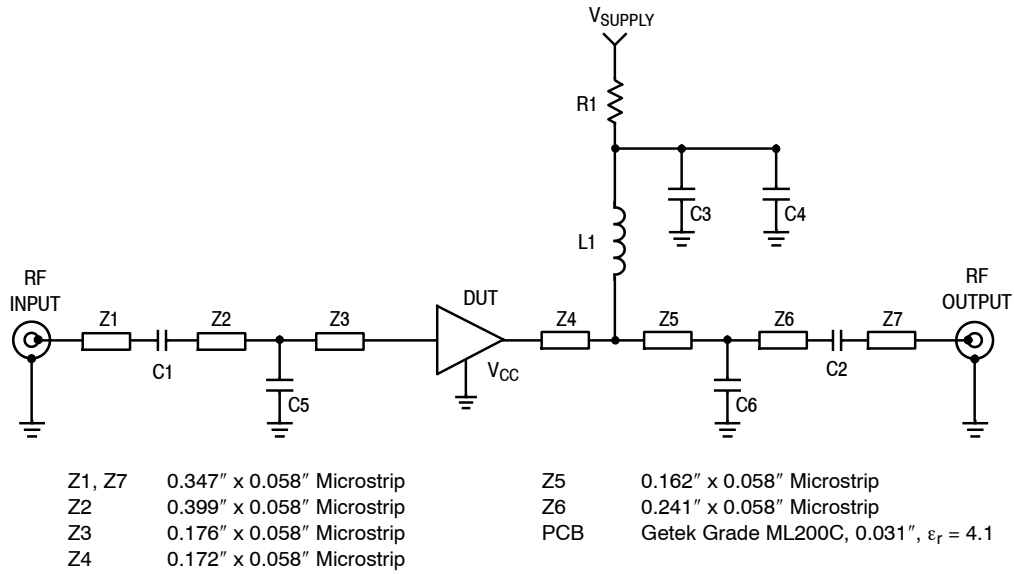 VSUPPLY
R1
C3
C4
L1
RF
INPUT
Z1
C1
Z2
C5
Z3
DUT
VCC
Z4
Z5
C6
Z6
C2
Z7
RF
OUTPUT
Z1, Z7 0.347″ x 0.058″ Microstrip
Z2 0.399″ x 0.058″ Microstrip
Z3 0.176″ x 0.058″ Microstrip
Z4 0.172″ x 0.058″ Microstrip
Z5 0.162″ x 0.058″ Microstrip
Z6 0.241″ x 0.058″ Microstrip
PCB Getek Grade ML200C, 0.031″, εr = 4.1